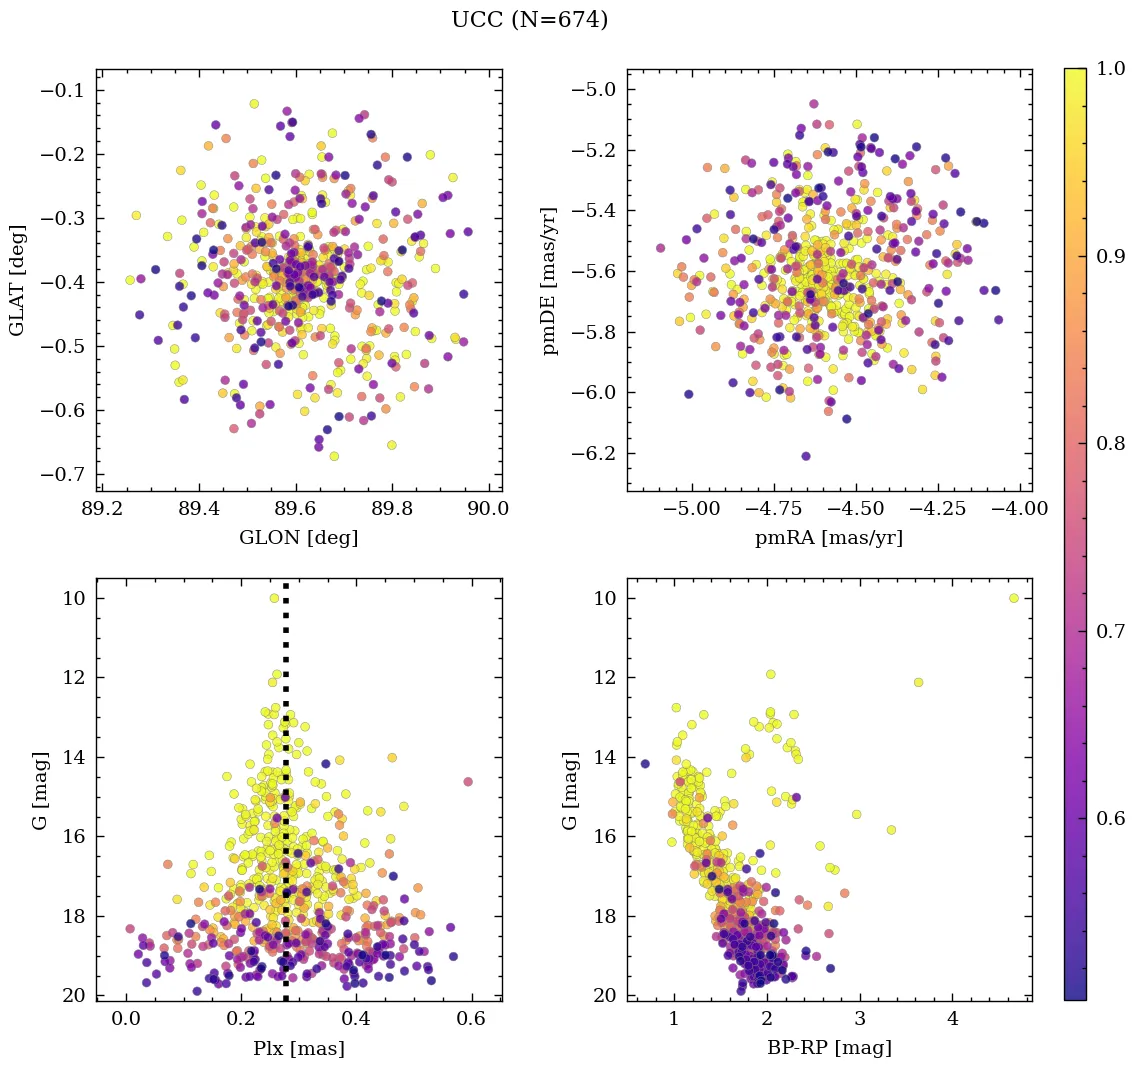 UCC (N=674)
−0.1
−0.2
−0.3
−0.4
−0.5
−0.6
−0.7
GLAT [deg]
89.2 89.4 89.6 89.8 90.0
GLON [deg]
−5.0
−5.2
−5.4
−5.6
−5.8
−6.0
−6.2
pmDE [mas/yr]
−5.00 −4.75 −4.50 −4.25 −4.00
pmRA [mas/yr]
10
12
14
16
18
20
G [mag]
0.0 0.2 0.4 0.6
Plx [mas]
10
12
14
16
18
20
G [mag]
1 2 3 4
BP-RP [mag]
1.0
0.9
0.8
0.7
0.6